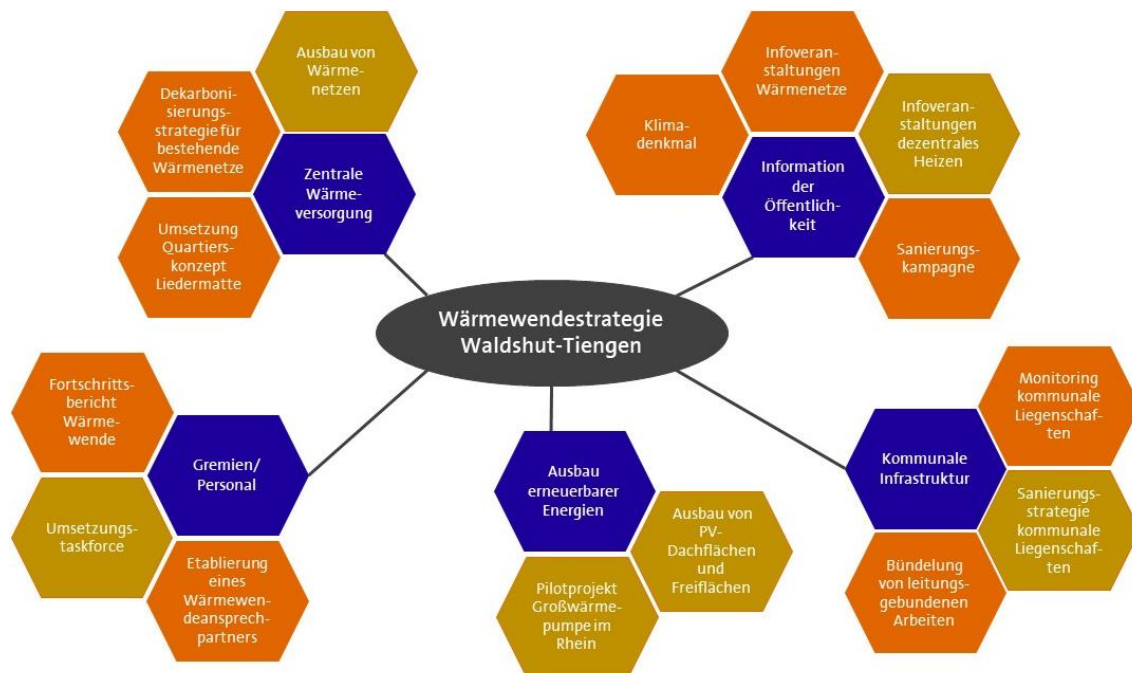 Ausbau von
Wärme-
netzen
Dekarboni-
sierungs-
strategie für
bestehende
Wärmenetze
Zentrale
Wärme-
versorgung
Umsetzung
Quartiers-
konzept
Liedermatte
Infoveran-
staltungen
Wärmenetze
Klima-
denkmal
Infoveran-
staltungen
dezentrales
Heizen
Information
der
Öffentlich-
keit
Sanierungs-
kampagne
Wärmewendestrategie
Waldshut-Tiengen
Fortschritts-
bericht
Wärme-
wende
Gremien/
Personal
Umsetzungs-
taskforce
Etablierung
eines
Wärmewen-
deansprech-
partners
Ausbau
erneuerbarer
Energien
Ausbau von
PV-
Dachflächen
und
Freiflächen
Pilotprojekt
Großwärme-
pumpe im
Rhein
Monitoring
kommunale
Liegenschaf-
ten
Kommunale
Infrastruktur
Sanierungs-
strategie
kommunale
Liegenschaf-
ten
Bündelung
von leitungs-
gebundenen
Arbeiten